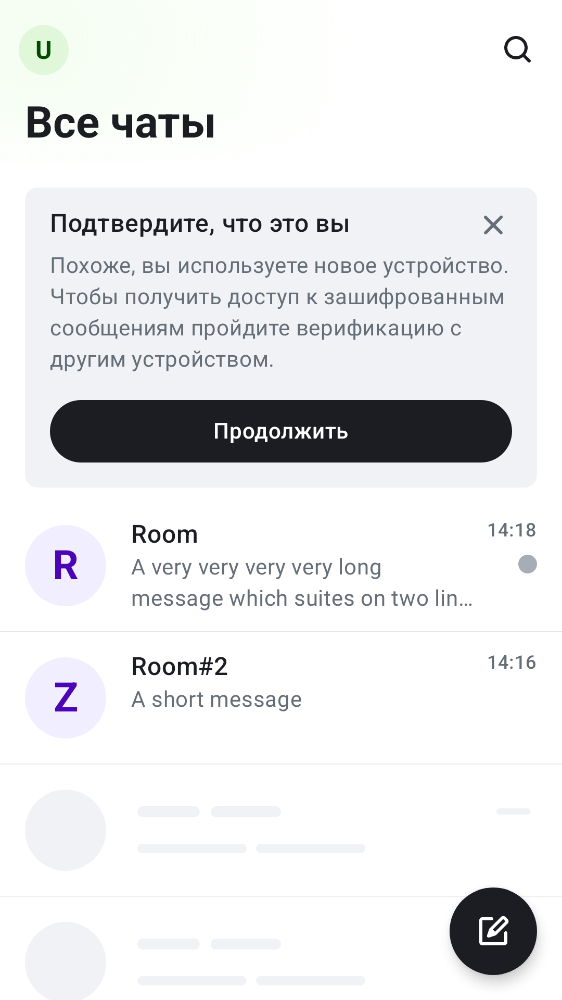 U
Все чаты
Подтвердите, что это вы
Похоже, вы используете новое устройство.
Чтобы получить доступ к зашифрованным
сообщениям пройдите верификацию с
другим устройством.
Продолжить
R
Room
14:18
A very very very very long
message which suites on two lin…
Z
Room#2
14:16
A short message